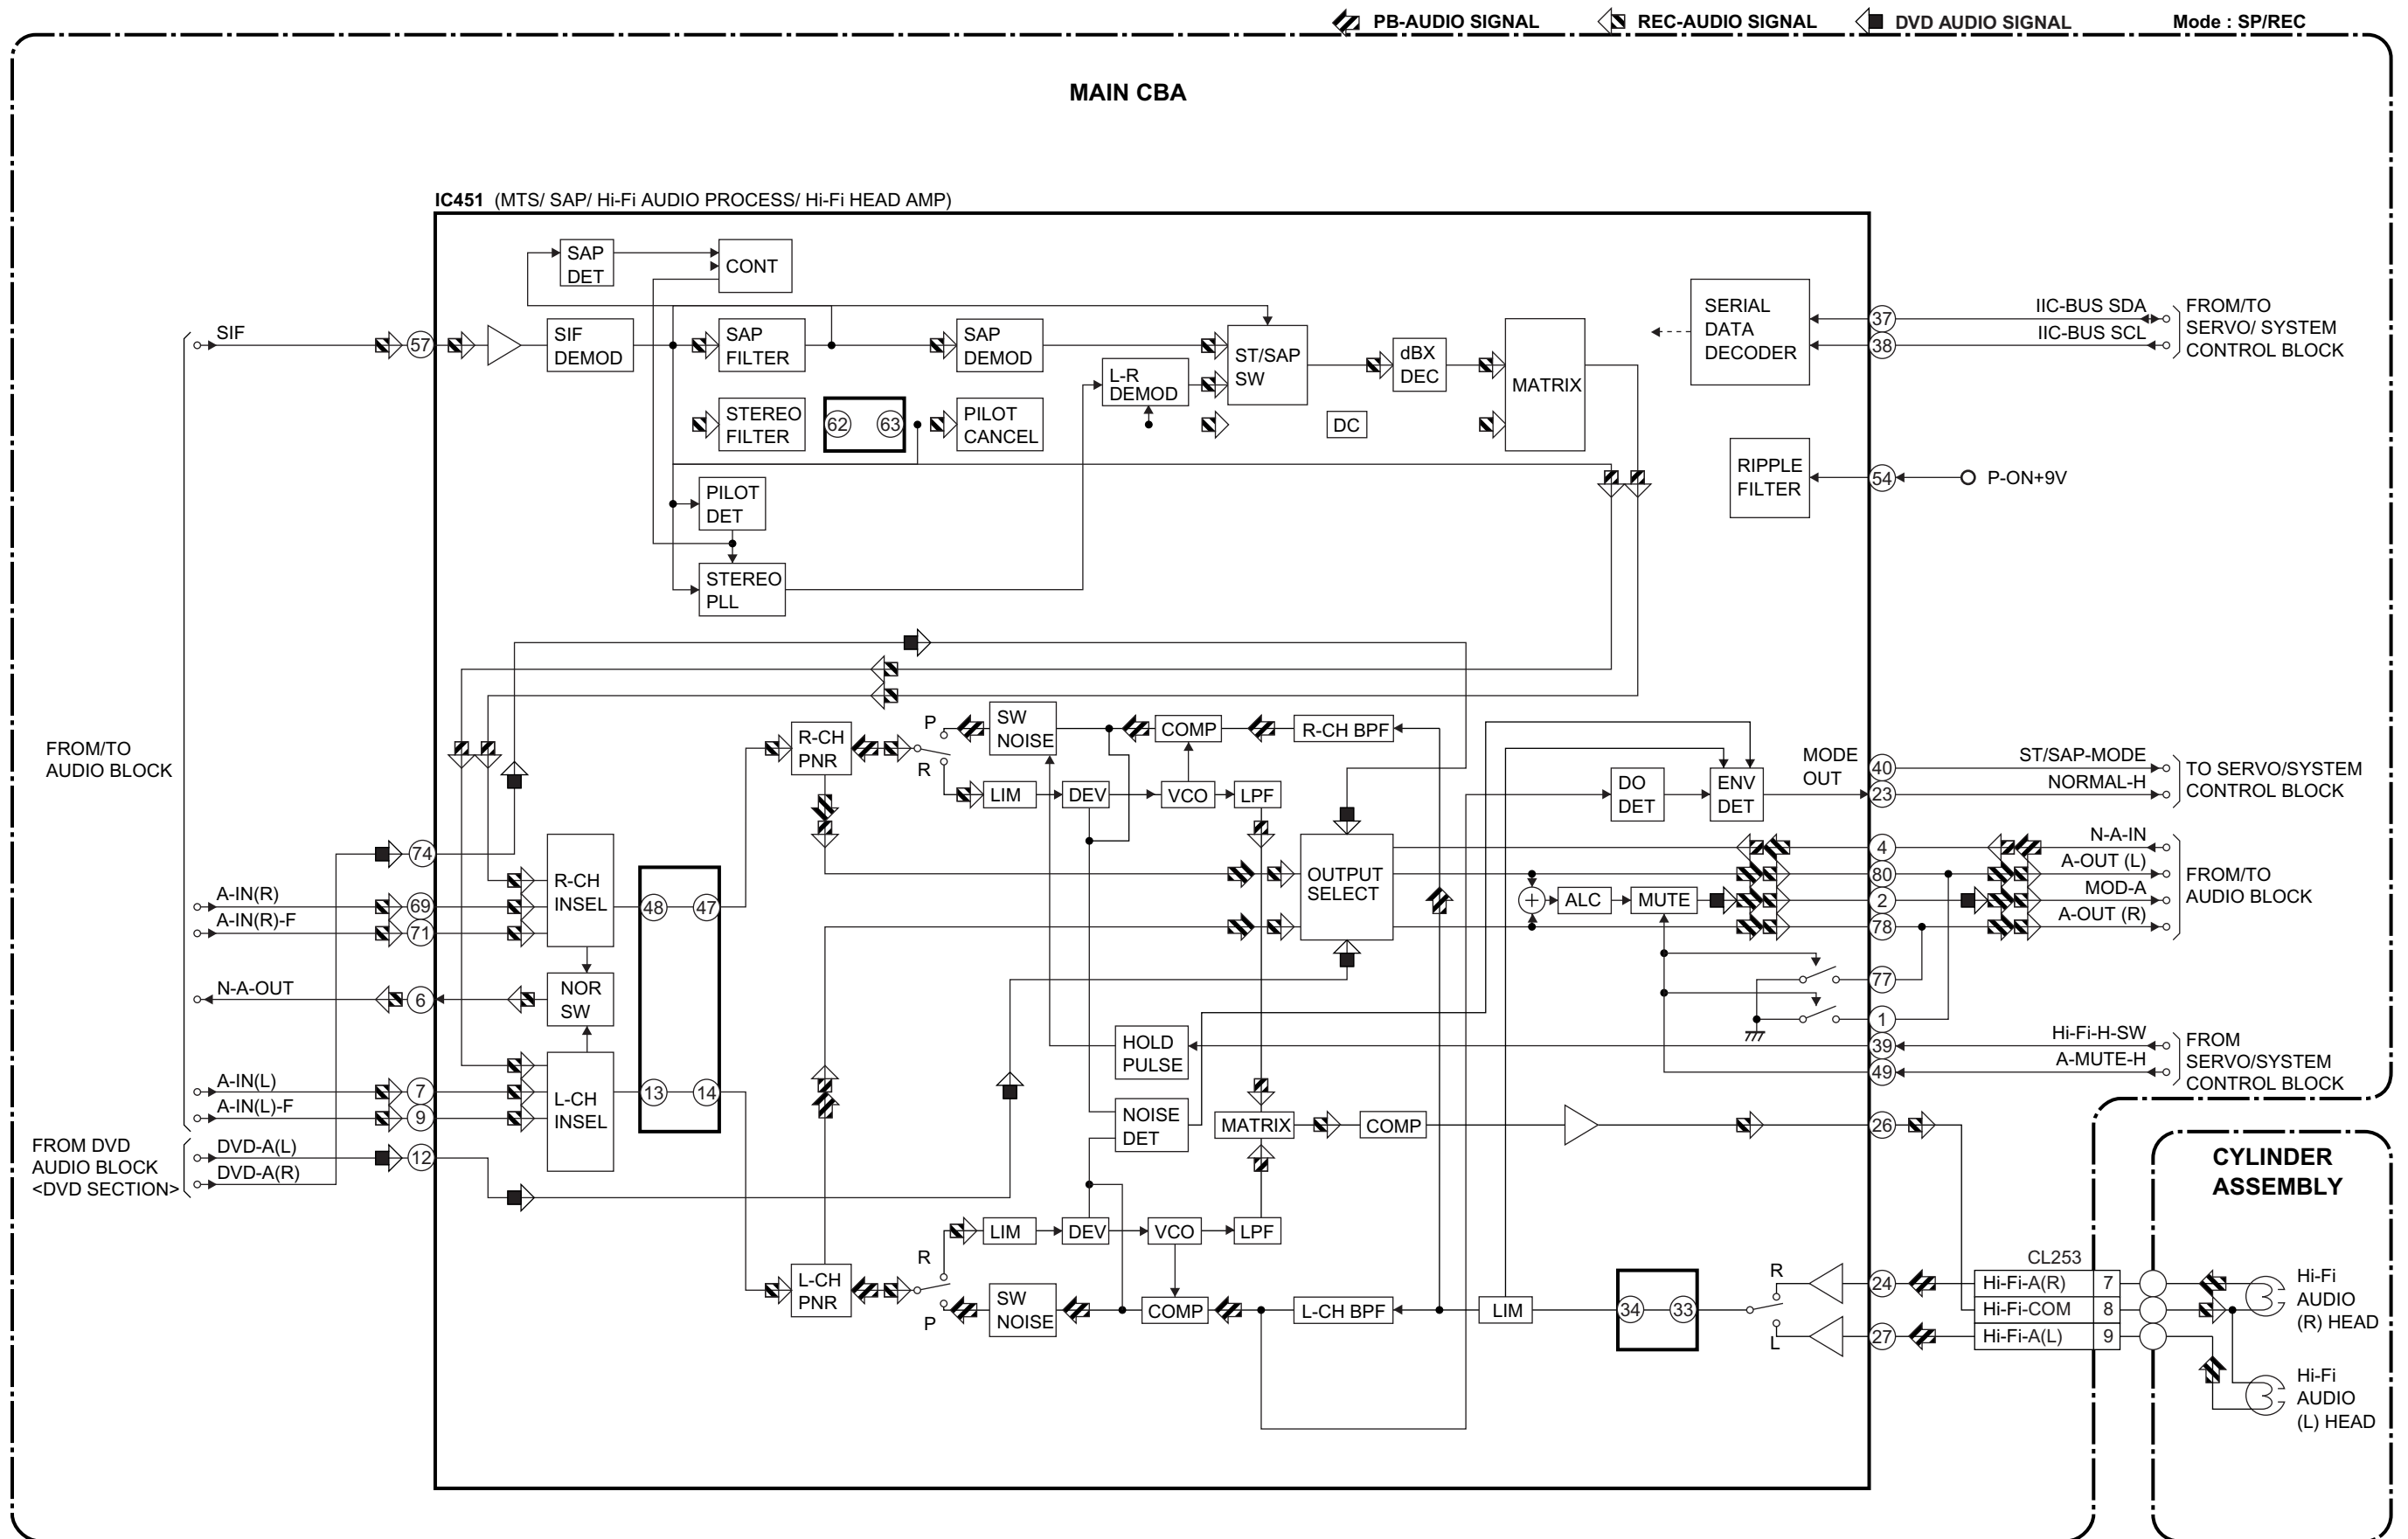 PB-AUDIO SIGNAL
REC-AUDIO SIGNAL
DVD AUDIO SIGNAL
Mode : SP/REC
MAIN CBA
IC451 (MTS/ SAP/ Hi-Fi AUDIO PROCESS/ Hi-Fi HEAD AMP)
SAP
DET
CONT
SIF
57
SIF
DEMOD
SAP
FILTER
SAP
DEMOD
ST/SAP
SW
L-R
DEMOD
dBX
DEC
MATRIX
STEREO
FILTER
62
63
PILOT
CANCEL
DC
PILOT
DET
STEREO
PLL
SERIAL
DATA
DECODER
37
38
IIC-BUS SDA
IIC-BUS SCL
FROM/TO
SERVO/ SYSTEM
CONTROL BLOCK
RIPPLE
FILTER
54
P-ON+9V
FROM/TO
AUDIO BLOCK
R-CH
PNR
P
R
SW
NOISE
COMP
R-CH BPF
LIM
DEV
VCO
LPF
DO
DET
ENV
DET
MODE
OUT
40
23
ST/SAP-MODE
NORMAL-H
TO SERVO/SYSTEM
CONTROL BLOCK
74
A-IN(R)
69
A-IN(R)-F
71
R-CH
INSEL
48
47
OUTPUT
SELECT
+
ALC
MUTE
4
80
2
78
N-A-IN
A-OUT (L)
MOD-A
A-OUT (R)
FROM/TO
AUDIO BLOCK
N-A-OUT
6
NOR
SW
77
1
HOLD
PULSE
39
49
Hi-Fi-H-SW
A-MUTE-H
FROM
SERVO/SYSTEM
CONTROL BLOCK
A-IN(L)
7
A-IN(L)-F
9
L-CH
INSEL
13
14
NOISE
DET
MATRIX
COMP
26
FROM DVD
AUDIO BLOCK
<DVD SECTION>
DVD-A(L)
DVD-A(R)
12
CYLINDER
ASSEMBLY
LIM
DEV
VCO
LPF
L-CH
PNR
R
P
SW
NOISE
COMP
L-CH BPF
LIM
34
33
R
L
24
27
CL253
Hi-Fi-A(R) 7
Hi-Fi-COM 8
Hi-Fi-A(L) 9
Hi-Fi
AUDIO
(R) HEAD
Hi-Fi
AUDIO
(L) HEAD